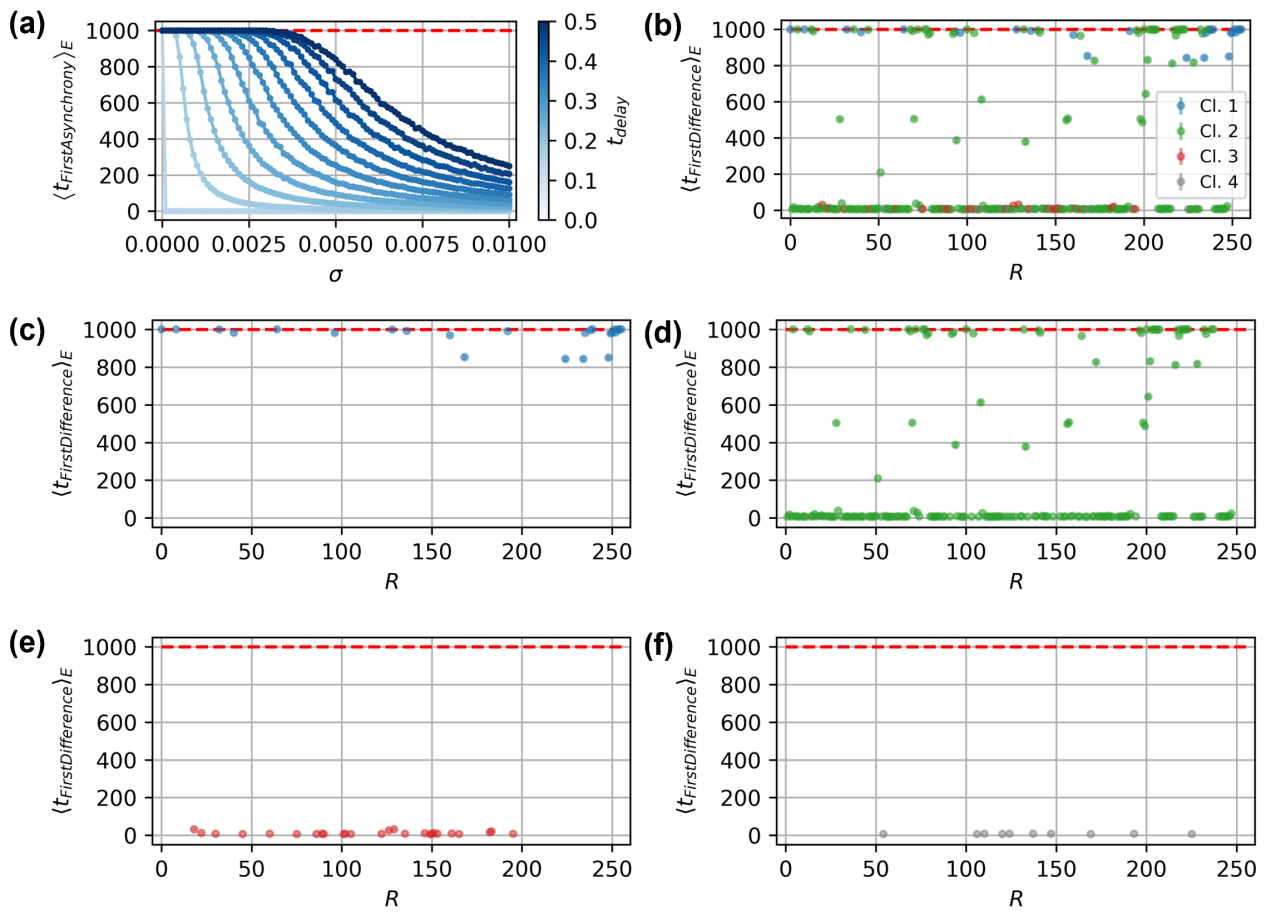 (a)
⟨t_FirstAsynchrony⟩_E
1000
800
600
400
200
0
0.0000 0.0025 0.0050 0.0075 0.0100
σ
0.5
0.4
0.3
0.2
0.1
0.0
t_delay
(b)
⟨t_FirstDifference⟩_E
1000
800
600
400
200
0
Cl. 1
Cl. 2
Cl. 3
Cl. 4
0 50 100 150 200 250
R
(c)
⟨t_FirstDifference⟩_E
1000
800
600
400
200
0
0 50 100 150 200 250
R
(d)
⟨t_FirstDifference⟩_E
1000
800
600
400
200
0
0 50 100 150 200 250
R
(e)
⟨t_FirstDifference⟩_E
1000
800
600
400
200
0
0 50 100 150 200 250
R
(f)
⟨t_FirstDifference⟩_E
1000
800
600
400
200
0
0 50 100 150 200 250
R